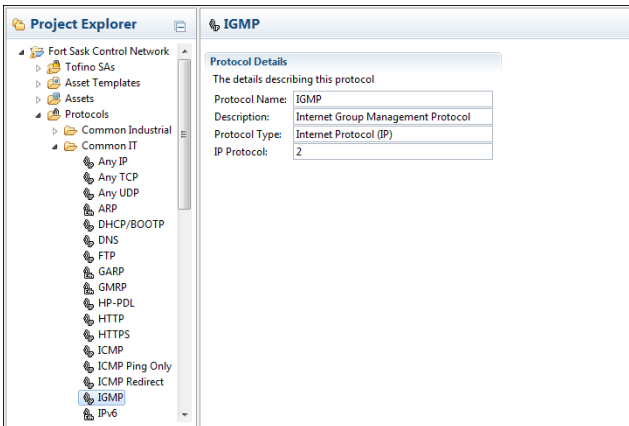 Project Explorer
Fort Sask Control Network
Tofino SAs
Asset Templates
Assets
Protocols
Common Industrial
Common IT
Any IP
Any TCP
Any UDP
ARP
DHCP/BOOTP
DNS
FTP
GARP
GMRP
HP-PDL
HTTP
HTTPS
ICMP
ICMP Ping Only
ICMP Redirect
IGMP
IPv6
IGMP
Protocol Details
The details describing this protocol
Protocol Name: IGMP
Description: Internet Group Management Protocol
Protocol Type: Internet Protocol (IP)
IP Protocol: 2